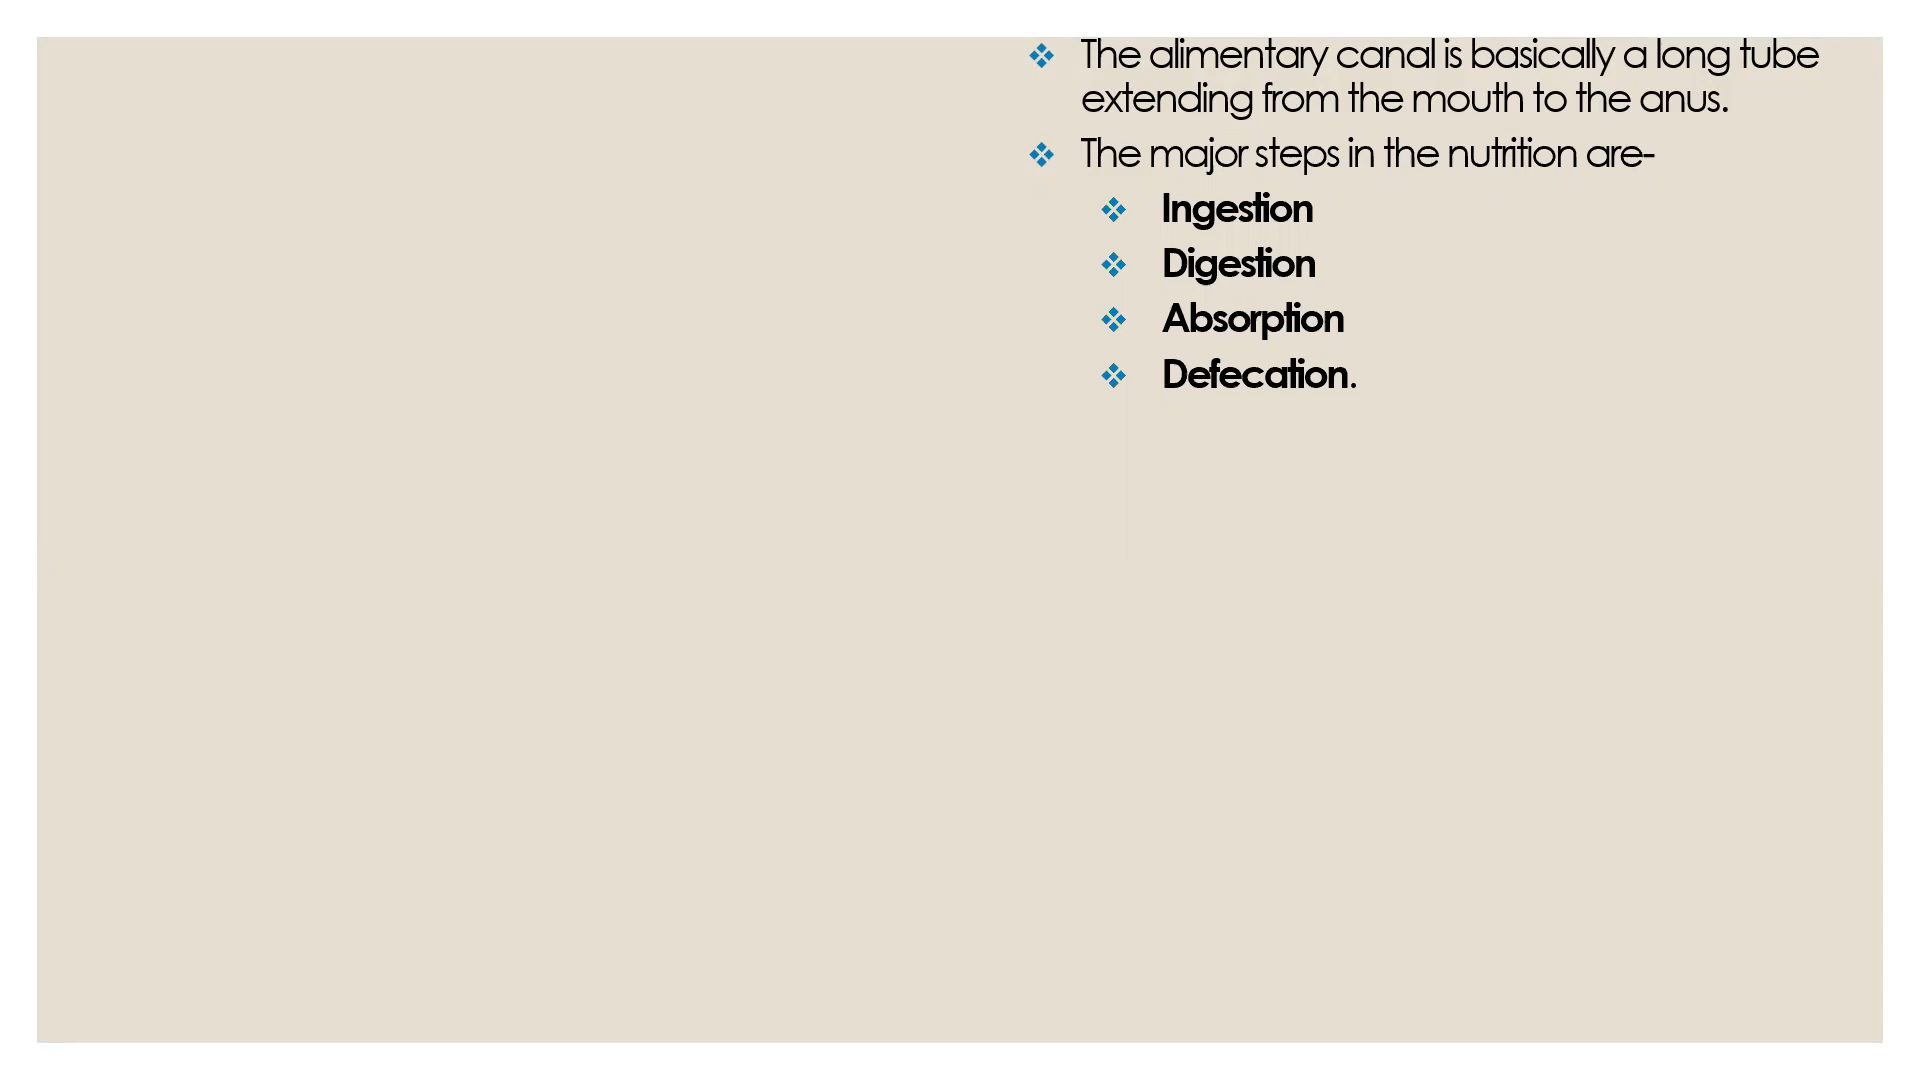 The alimentary canal is basically a long tube
extending from the mouth to the anus.
The major steps in the nutrition are-
Ingestion
Digestion
Absorption
Defecation.